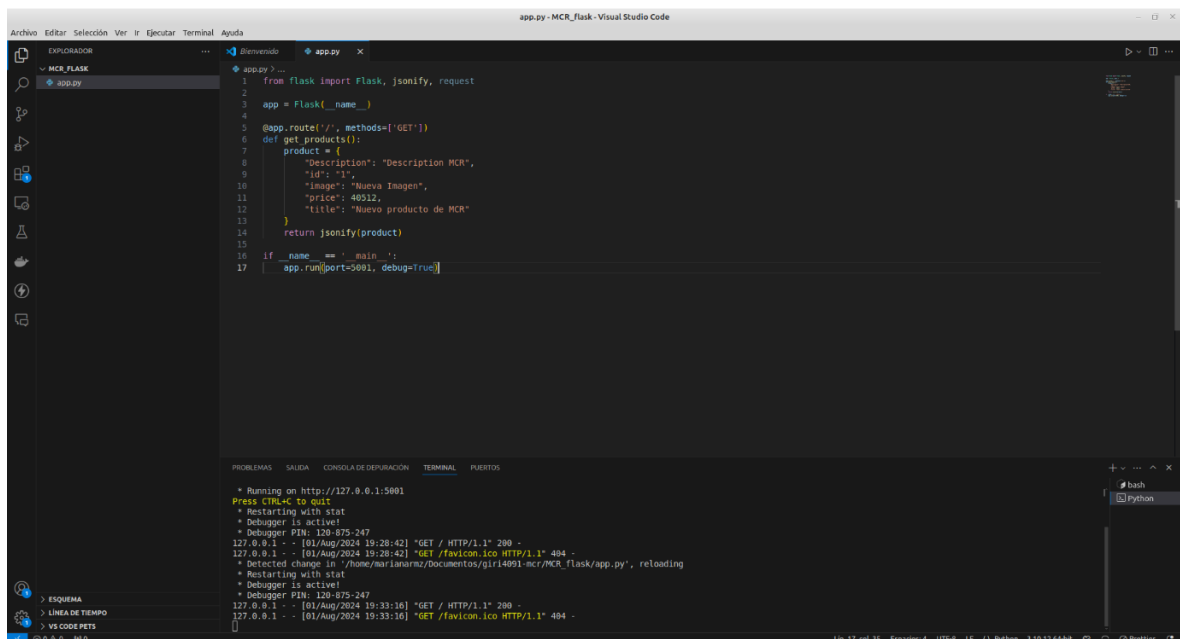 app.py - MCR_flask - Visual Studio Code
Archivo Editar Selección Ver Ir Ejecutar Terminal Ayuda
EXPLORADOR
MCR_FLASK
app.py
ESQUEMA
LÍNEA DE TIEMPO
VS CODE PETS
Bienvenido app.py
app.py > ...
1 from flask import Flask, jsonify, request
2
3 app = Flask(__name__)
4
5 @app.route('/', methods=['GET'])
6 def get_products():
7 product = {
8 "Description": "Description MCR",
9 "id": "1",
10 "image": "Nueva Imagen",
11 "price": 40512,
12 "title": "Nuevo producto de MCR"
13 }
14 return jsonify(product)
15
16 if __name__ == '__main__':
17 app.run(port=5001, debug=True)
PROBLEMAS SALIDA CONSOLA DE DEPURACIÓN TERMINAL PUERTOS
* Running on http://127.0.0.1:5001
Press CTRL+C to quit
* Restarting with stat
* Debugger is active!
* Debugger PIN: 120-875-247
127.0.0.1 - - [01/Aug/2024 19:28:42] "GET / HTTP/1.1" 200 -
127.0.0.1 - - [01/Aug/2024 19:28:42] "GET /favicon.ico HTTP/1.1" 404 -
* Detected change in '/home/marianarmz/Documentos/giri4091-mcr/MCR_flask/app.py', reloading
* Restarting with stat
* Debugger is active!
* Debugger PIN: 120-875-247
127.0.0.1 - - [01/Aug/2024 19:33:16] "GET / HTTP/1.1" 200 -
127.0.0.1 - - [01/Aug/2024 19:33:16] "GET /favicon.ico HTTP/1.1" 404 -
bash
Python